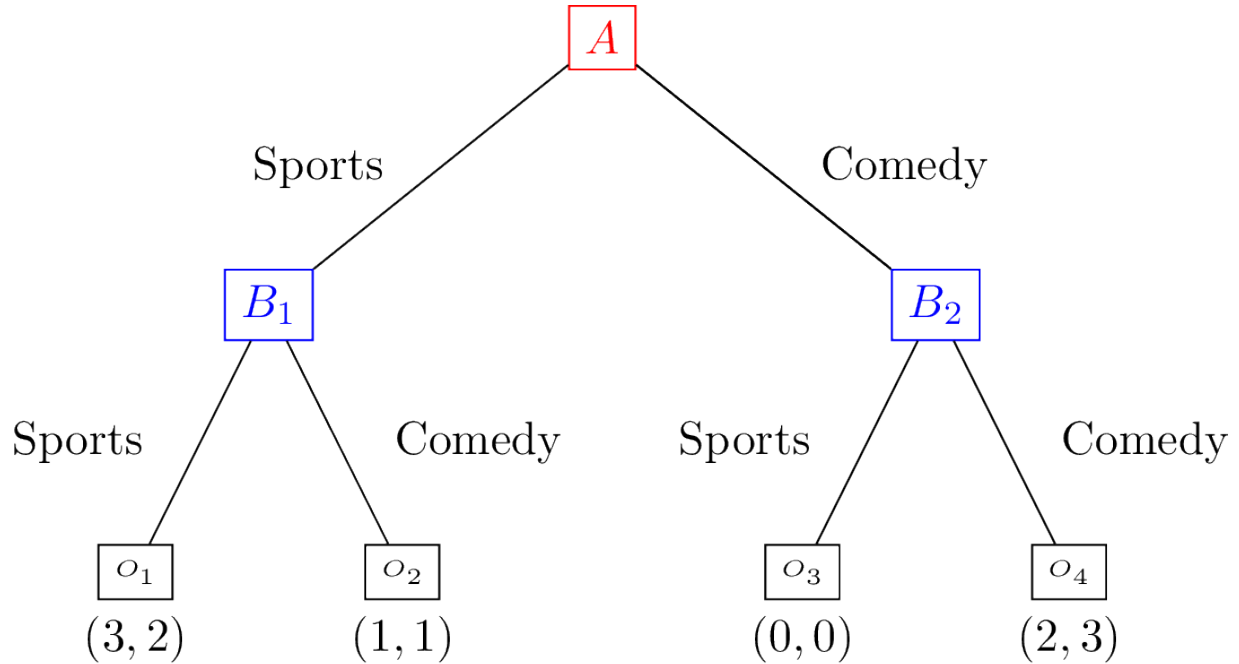 A
Sports Comedy
B₁ B₂
Sports Comedy Sports Comedy
o₁ o₂ o₃ o₄
(3, 2) (1, 1) (0, 0) (2, 3)